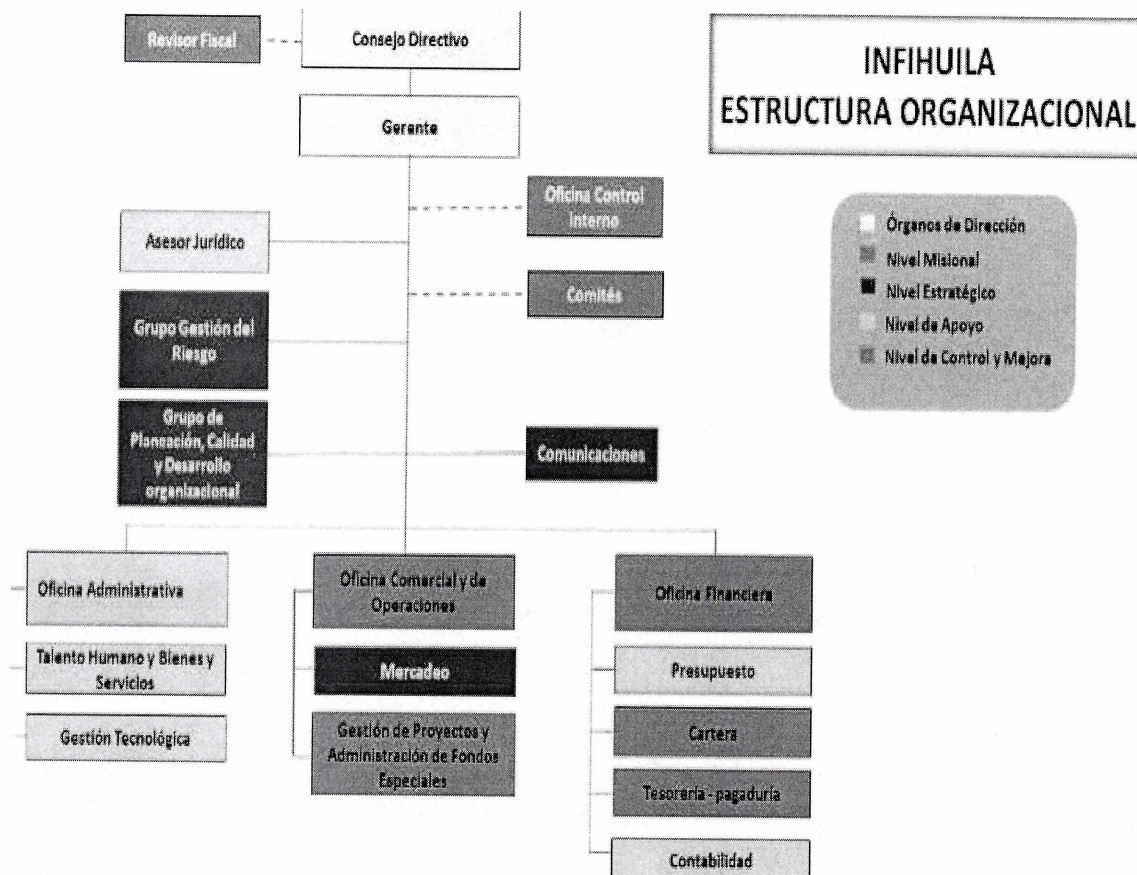 Revisor Fiscal
Consejo Directivo
INFIHUILA
ESTRUCTURA ORGANIZACIONAL
Gerente
Oficina Control
Interno
Asesor Jurídico
Comités
Órganos de Dirección
Nivel Misional
Nivel Estratégico
Nivel de Apoyo
Nivel de Control y Mejora
Grupo Gestión del
Riesgo
Grupo de
Planeación, Calidad
y Desarrollo
organizacional
Comunicaciones
Oficina Administrativa
Talento Humano y Bienes y
Servicios
Gestión Tecnológica
Oficina Comercial y de
Operaciones
Mercadeo
Gestión de Proyectos y
Administración de Fondos
Especiales
Oficina Financiera
Presupuesto
Cartera
Tesorería - pagaduría
Contabilidad